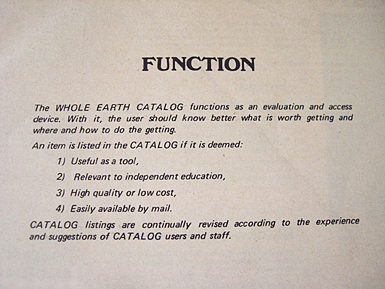 FUNCTION
The WHOLE EARTH CATALOG functions as an evaluation and access
device. With it, the user should know better what is worth getting and
where and how to do the getting.
An item is listed in the CATALOG if it is deemed:
1) Useful as a tool,
2) Relevant to independent education,
3) High quality or low cost,
4) Easily available by mail.
CATALOG listings are continually revised according to the experience
and suggestions of CATALOG users and staff.